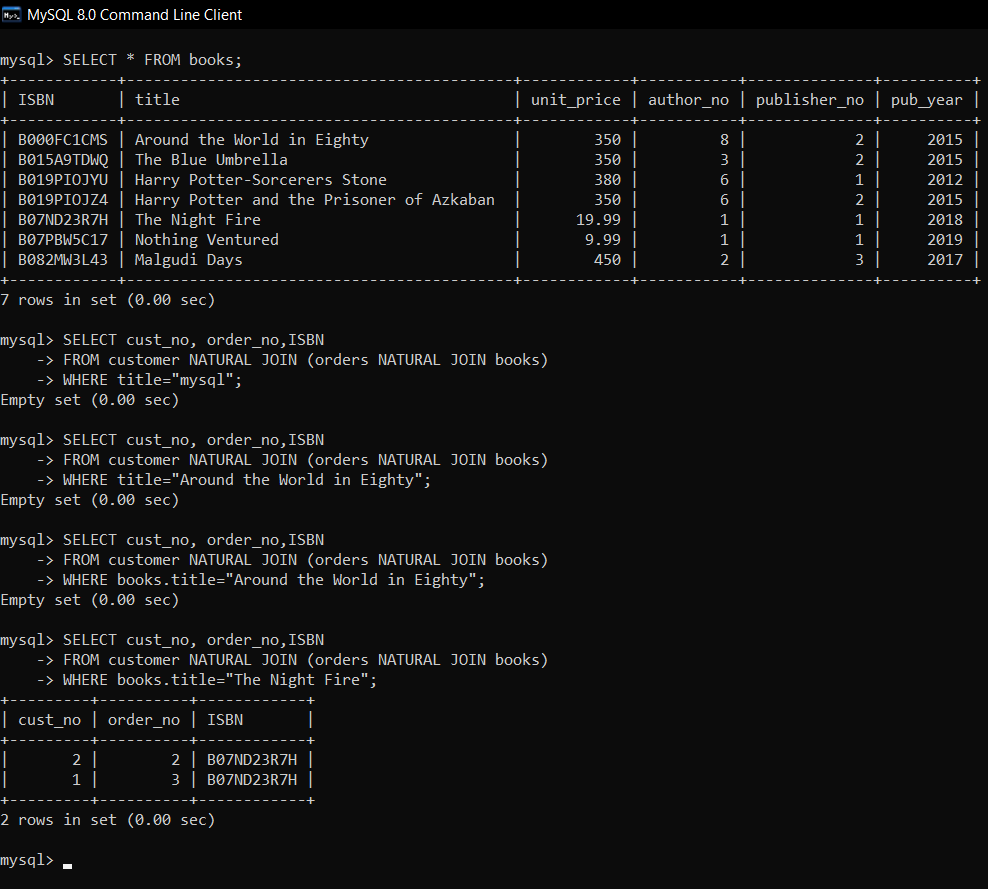 MySQL 8.0 Command Line Client
mysql> SELECT * FROM books;
+------------+-------------------------------------------+------------+-----------+--------------+----------+
| ISBN       | title                                     | unit_price | author_no | publisher_no | pub_year |
+------------+-------------------------------------------+------------+-----------+--------------+----------+
| B000FC1CMS | Around the World in Eighty                |        350 |         8 |            2 |     2015 |
| B015A9TDWQ | The Blue Umbrella                         |        350 |         3 |            2 |     2015 |
| B019PIOJYU | Harry Potter-Sorcerers Stone              |        380 |         6 |            1 |     2012 |
| B019PIOJZ4 | Harry Potter and the Prisoner of Azkaban  |        350 |         6 |            2 |     2015 |
| B07ND23R7H | The Night Fire                            |      19.99 |         1 |            1 |     2018 |
| B07PBW5C17 | Nothing Ventured                          |       9.99 |         1 |            1 |     2019 |
| B082MW3L43 | Malgudi Days                              |        450 |         2 |            3 |     2017 |
+------------+-------------------------------------------+------------+-----------+--------------+----------+
7 rows in set (0.00 sec)
mysql> SELECT cust_no, order_no,ISBN
    -> FROM customer NATURAL JOIN (orders NATURAL JOIN books)
    -> WHERE title="mysql";
Empty set (0.00 sec)
mysql> SELECT cust_no, order_no,ISBN
    -> FROM customer NATURAL JOIN (orders NATURAL JOIN books)
    -> WHERE title="Around the World in Eighty";
Empty set (0.00 sec)
mysql> SELECT cust_no, order_no,ISBN
    -> FROM customer NATURAL JOIN (orders NATURAL JOIN books)
    -> WHERE books.title="Around the World in Eighty";
Empty set (0.00 sec)
mysql> SELECT cust_no, order_no,ISBN
    -> FROM customer NATURAL JOIN (orders NATURAL JOIN books)
    -> WHERE books.title="The Night Fire";
+---------+----------+------------+
| cust_no | order_no | ISBN       |
+---------+----------+------------+
|       2 |        2 | B07ND23R7H |
|       1 |        3 | B07ND23R7H |
+---------+----------+------------+
2 rows in set (0.00 sec)
mysql>